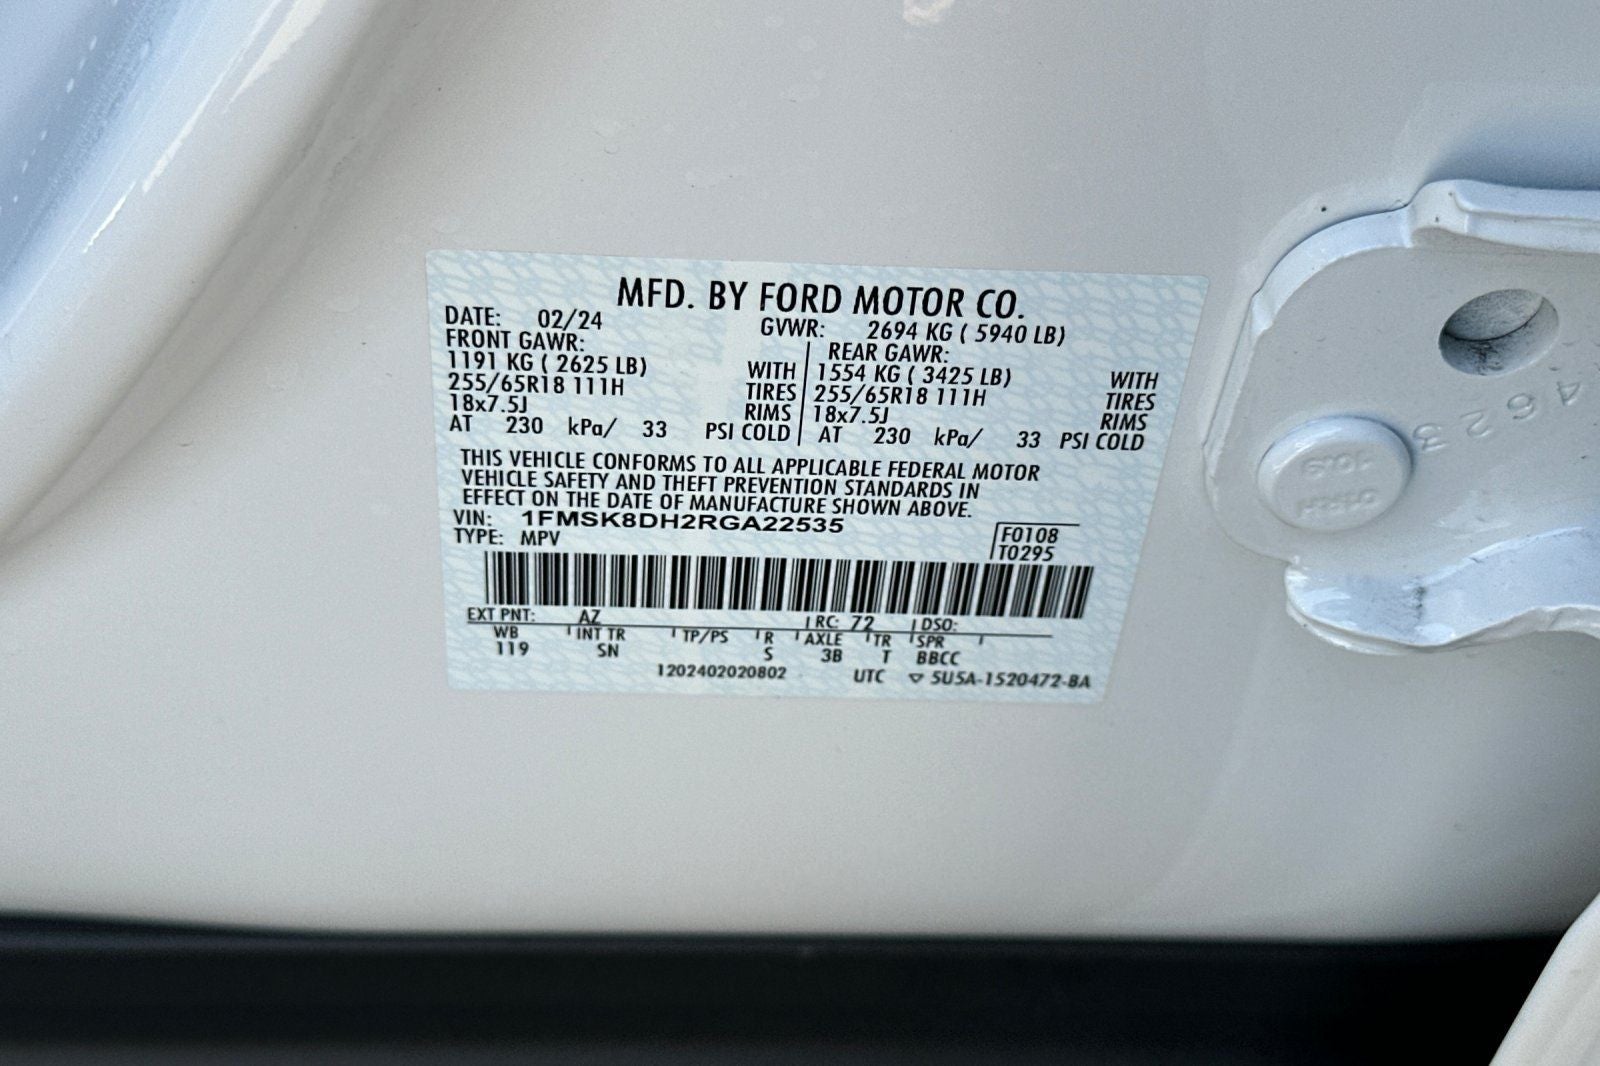 MFD. BY FORD MOTOR CO.
DATE: 02/24 GVWR: 2694 KG ( 5940 LB)
FRONT GAWR: REAR GAWR:
1191 KG ( 2625 LB) WITH 1554 KG ( 3425 LB) WITH
255/65R18 111H TIRES 255/65R18 111H TIRES
18x7.5J RIMS 18x7.5J RIMS
AT 230 kPa/ 33 PSI COLD AT 230 kPa/ 33 PSI COLD
THIS VEHICLE CONFORMS TO ALL APPLICABLE FEDERAL MOTOR
VEHICLE SAFETY AND THEFT PREVENTION STANDARDS IN
EFFECT ON THE DATE OF MANUFACTURE SHOWN ABOVE.
VIN: 1FMSK8DH2RGA22535 F0108
TYPE: MPV T0295
EXT PNT: AZ RC: 72 DSO:
WB INT TR TP/PS R AXLE TR SPR
119 SN S 3B T BBCC
1202402020802 UTC ▽ 5U5A-1520472-BA
4623
10.9